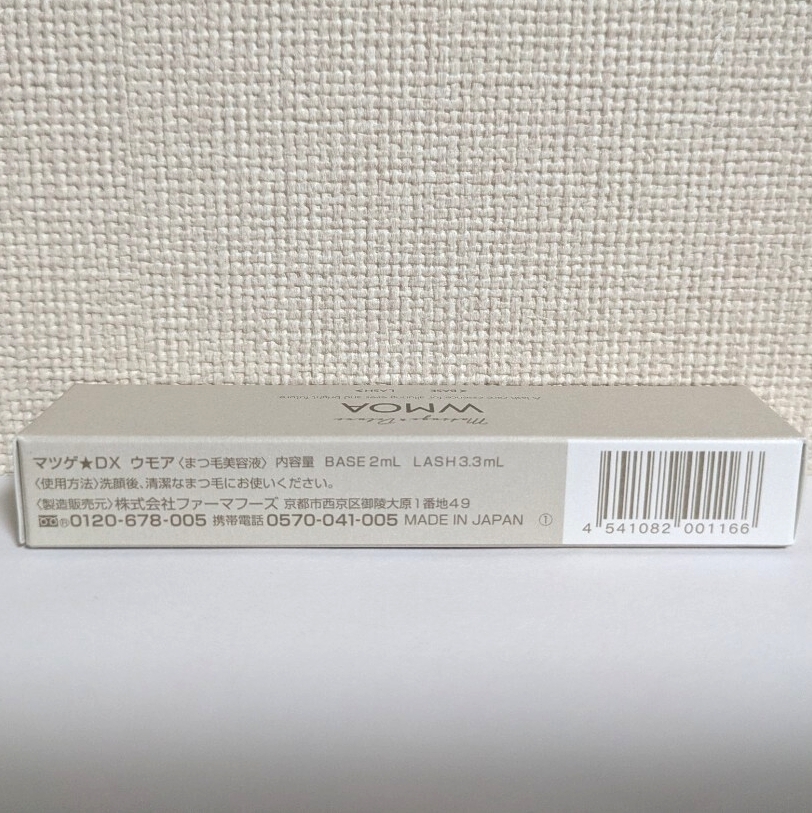 WMOA
マツゲ★DX ウモア〈まつ毛美容液〉 内容量 BASE 2mL LASH 3.3mL
〈使用方法〉洗顔後、清潔なまつ毛にお使いください。
〈製造販売元〉株式会社ファーマフーズ 京都市西京区御陵大原1番地49
®0120-678-005 携帯電話 0570-041-005 MADE IN JAPAN ①
4 541082 001166